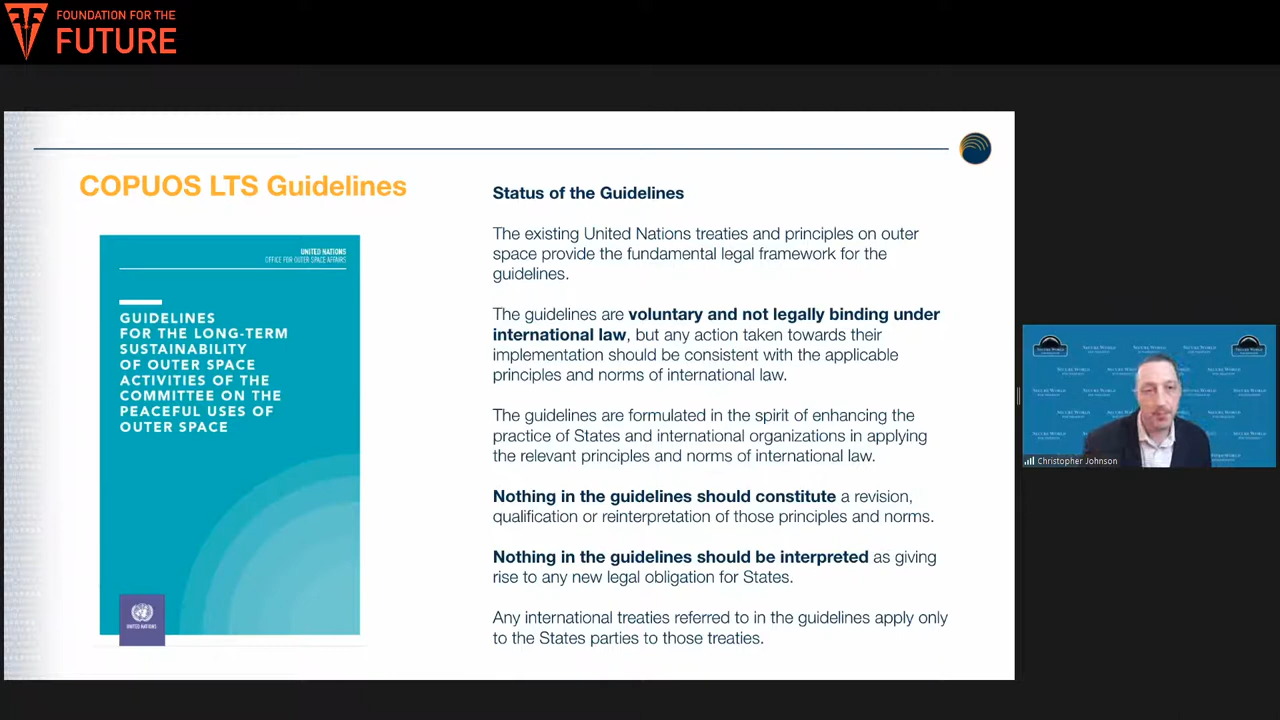 FOUNDATION FOR THE
FUTURE
COPUOS LTS Guidelines
UNITED NATIONS
OFFICE FOR OUTER SPACE AFFAIRS
GUIDELINES
FOR THE LONG-TERM
SUSTAINABILITY
OF OUTER SPACE
ACTIVITIES OF THE
COMMITTEE ON THE
PEACEFUL USES OF
OUTER SPACE
UNITED NATIONS
Status of the Guidelines
The existing United Nations treaties and principles on outer
space provide the fundamental legal framework for the
guidelines.
The guidelines are voluntary and not legally binding under
international law, but any action taken towards their
implementation should be consistent with the applicable
principles and norms of international law.
The guidelines are formulated in the spirit of enhancing the
practice of States and international organizations in applying
the relevant principles and norms of international law.
Nothing in the guidelines should constitute a revision,
qualification or reinterpretation of those principles and norms.
Nothing in the guidelines should be interpreted as giving
rise to any new legal obligation for States.
Any international treaties referred to in the guidelines apply only
to the States parties to those treaties.
SECURE WORLD
Christopher Johnson